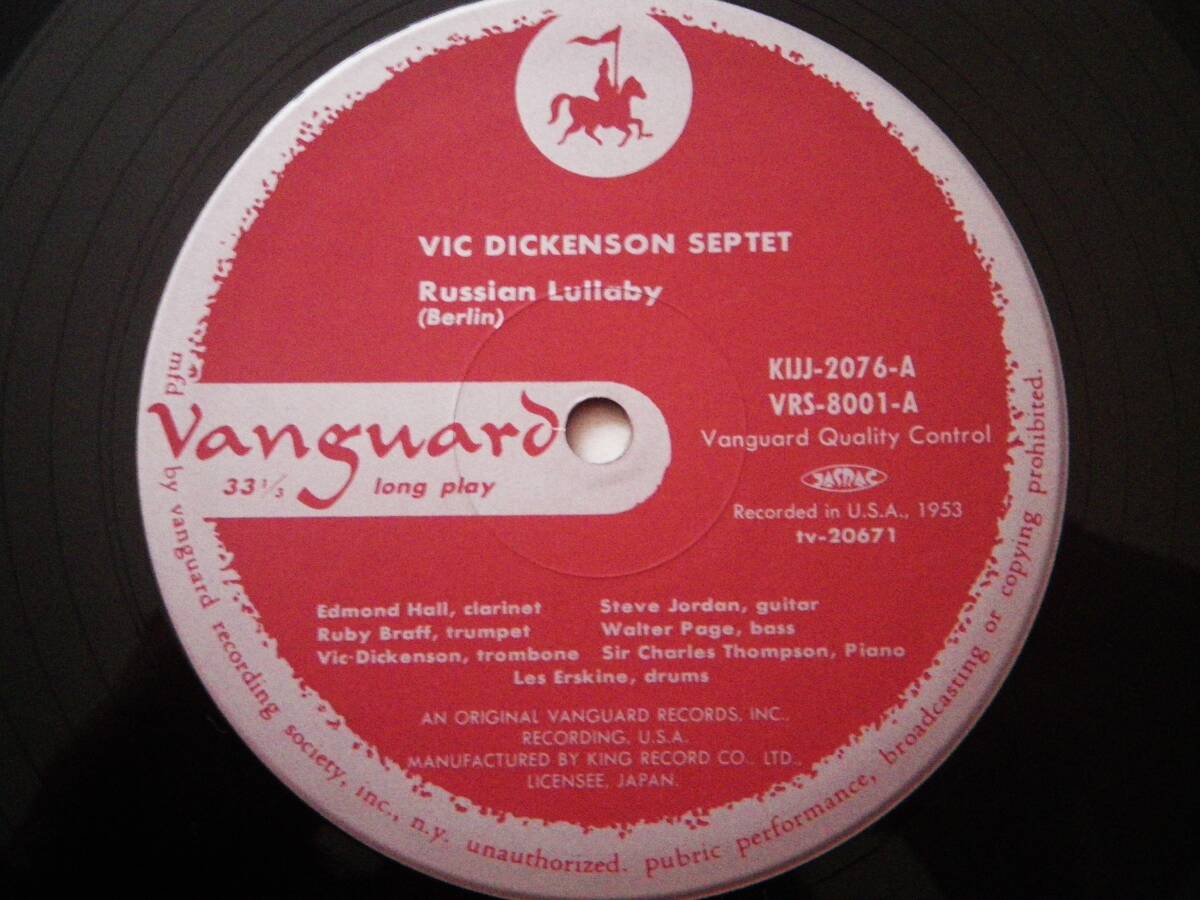 VIC DICKENSON SEPTET
Russian Lullaby
(Berlin)
KIJJ-2076-A
VRS-8001-A
Vanguard Quality Control
JASRAC
Recorded in U.S.A., 1953
tv-20671
Vanguard
33 1/3 long play
Edmond Hall, clarinet Steve Jordan, guitar
Ruby Braff, trumpet Walter Page, bass
Vic-Dickenson, trombone Sir Charles Thompson, Piano
Les Erskine, drums
AN ORIGINAL VANGUARD RECORDS, INC.,
RECORDING, U.S.A.
MANUFACTURED BY KING RECORD CO., LTD.,
LICENSEE, JAPAN.
mfd by vanguard recording society, inc., n.y. unauthorized. pubric performance, broadcasting or copying prohibited.